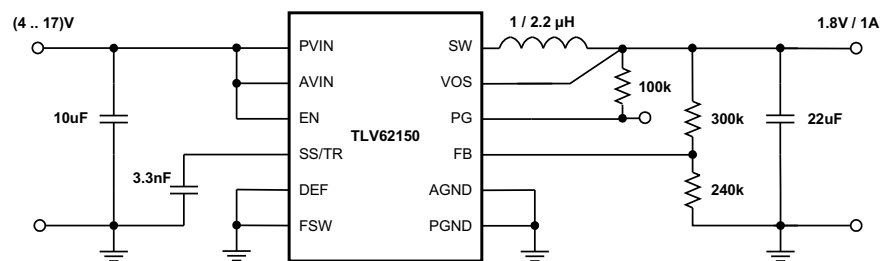 (4 .. 17)V
1 / 2.2 µH
1.8V / 1A
PVIN
SW
AVIN
VOS
100k
10uF
EN
PG
300k
22uF
TLV62150
SS/TR
FB
3.3nF
DEF
AGND
240k
FSW
PGND